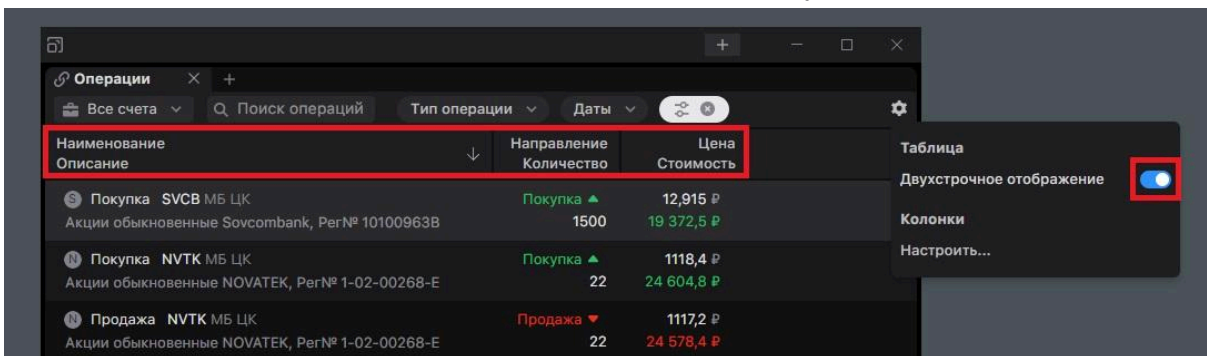 Операции
Все счета Поиск операций Тип операции Даты
Наименование Направление Цена
Описание Количество Стоимость
S Покупка SVCB МБ ЦК Покупка 12,915 ₽
Акции обыкновенные Sovcombank, Рег№ 10100963B 1500 19 372,5 ₽
N Покупка NVTK МБ ЦК Покупка 1118,4 ₽
Акции обыкновенные NOVATEK, Рег№ 1-02-00268-E 22 24 604,8 ₽
N Продажа NVTK МБ ЦК Продажа 1117,2 ₽
Акции обыкновенные NOVATEK, Рег№ 1-02-00268-E 22 24 578,4 ₽
Таблица
Двухстрочное отображение
Колонки
Настроить...